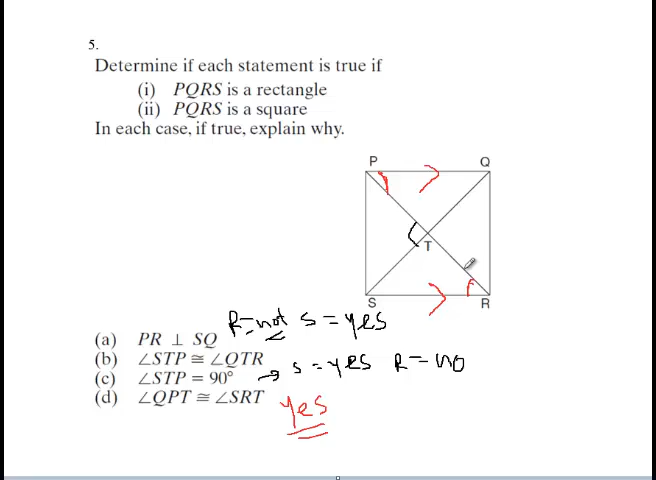 5.
Determine if each statement is true if
(i) PQRS is a rectangle
(ii) PQRS is a square
In each case, if true, explain why.
P Q
T
S R
R = not S = yes
(a) PR ⊥ SQ
(b) ∠STP ≅ ∠QTR
(c) ∠STP = 90° → S = yes R = no
(d) ∠QPT ≅ ∠SRT yes